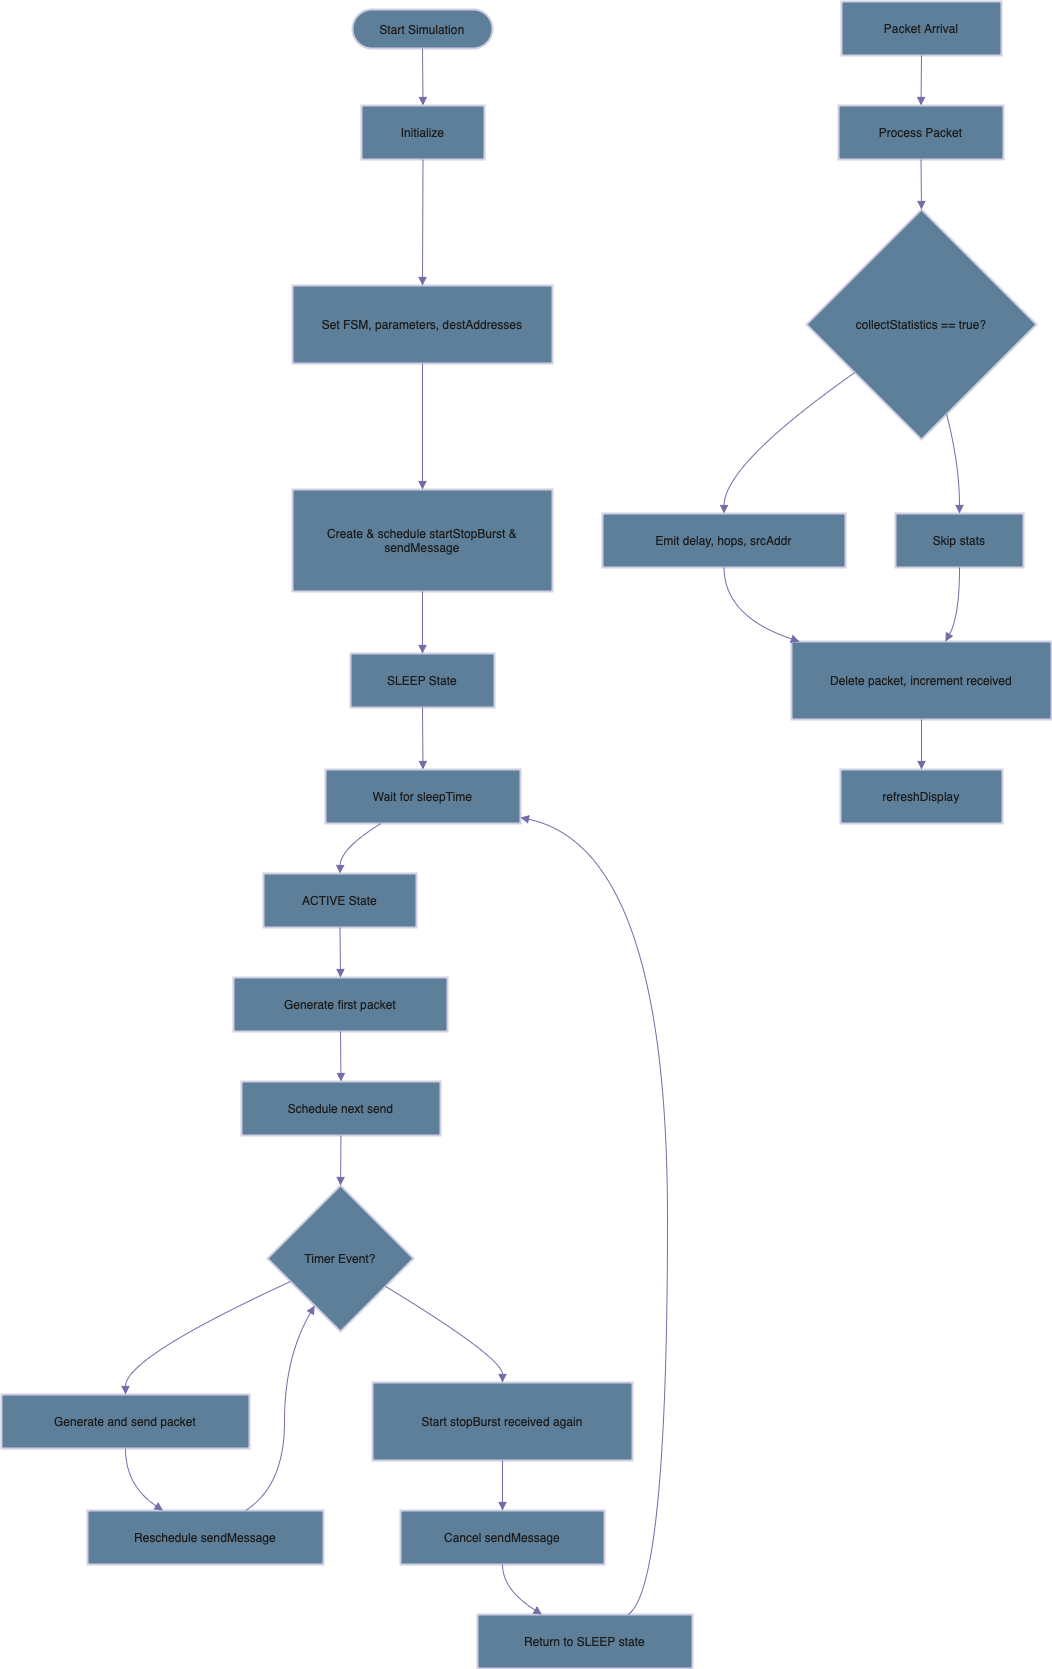 Start Simulation
Initialize
Set FSM, parameters, destAddresses
Create & schedule startStopBurst &
sendMessage
SLEEP State
Wait for sleepTime
ACTIVE State
Generate first packet
Schedule next send
Timer Event?
Generate and send packet
Reschedule sendMessage
Start stopBurst received again
Cancel sendMessage
Return to SLEEP state
Packet Arrival
Process Packet
collectStatistics == true?
Emit delay, hops, srcAddr
Skip stats
Delete packet, increment received
refreshDisplay